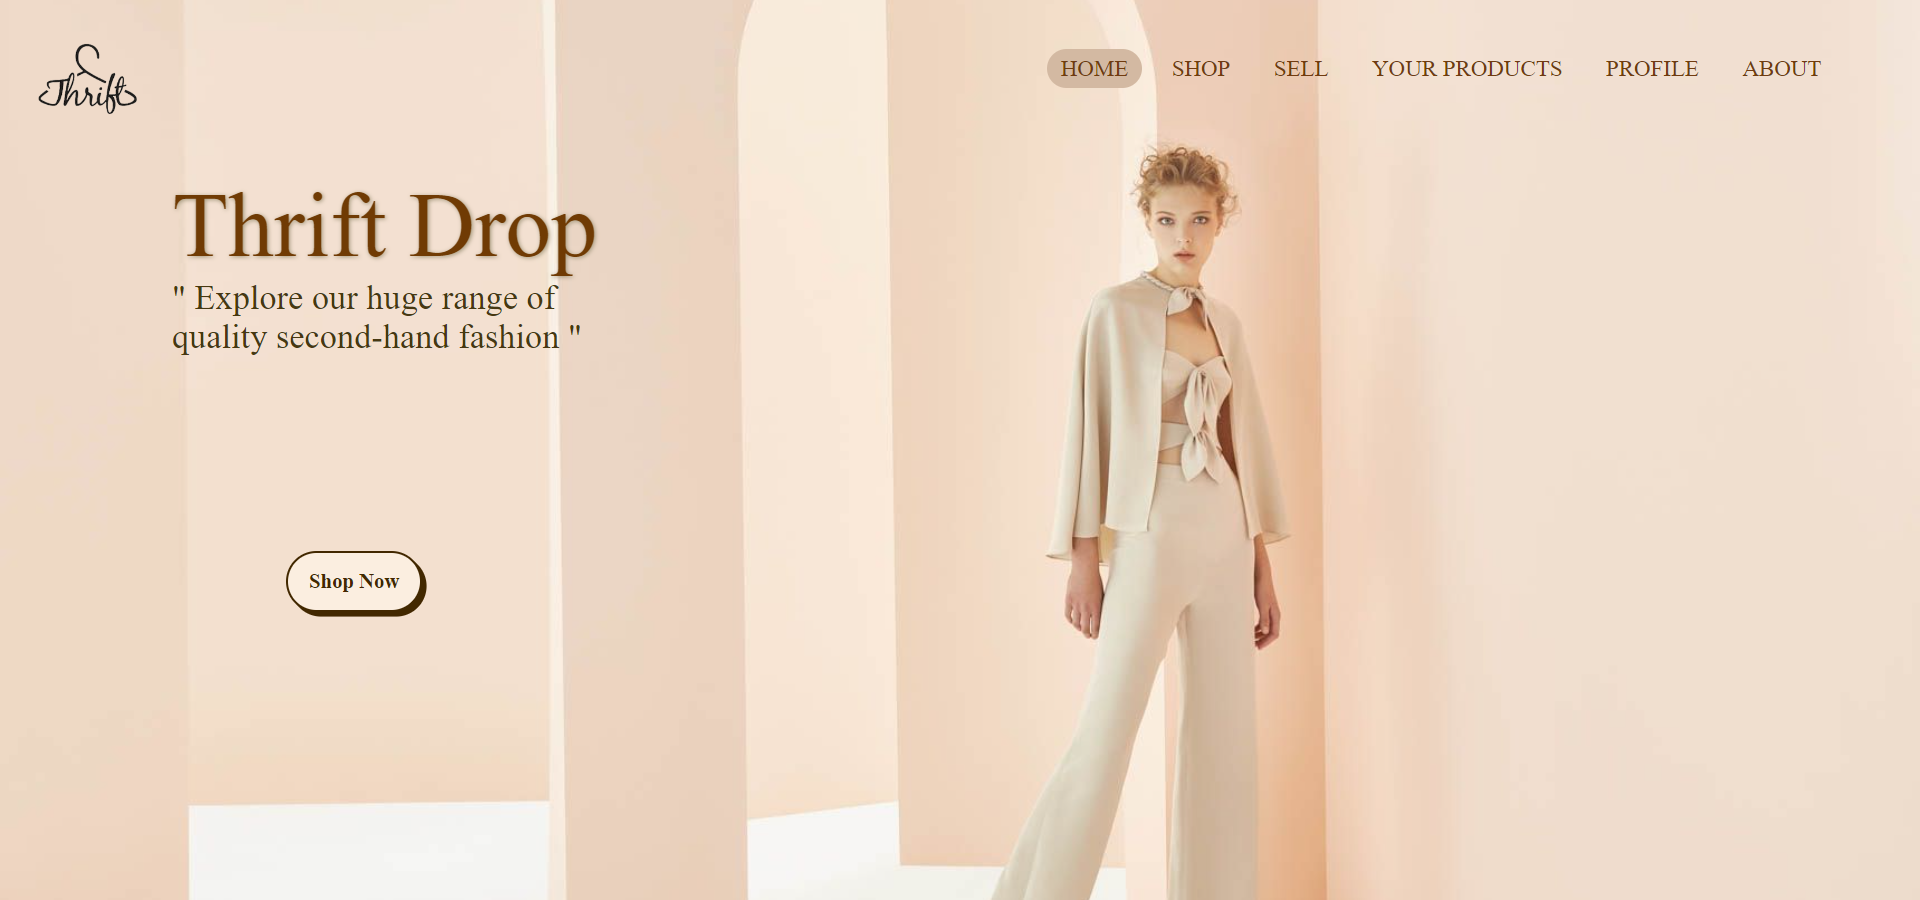 Thrift
HOME SHOP SELL YOUR PRODUCTS PROFILE ABOUT
Thrift Drop
" Explore our huge range of
quality second-hand fashion "
Shop Now